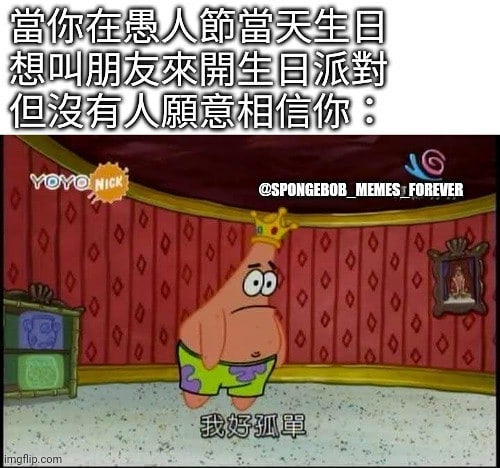 當你在愚人節當天生日
想叫朋友來開生日派對
但沒有人願意相信你：
YOYO NICK
@SPONGEBOB_MEMES_FOREVER
我好孤單
imgflip.com